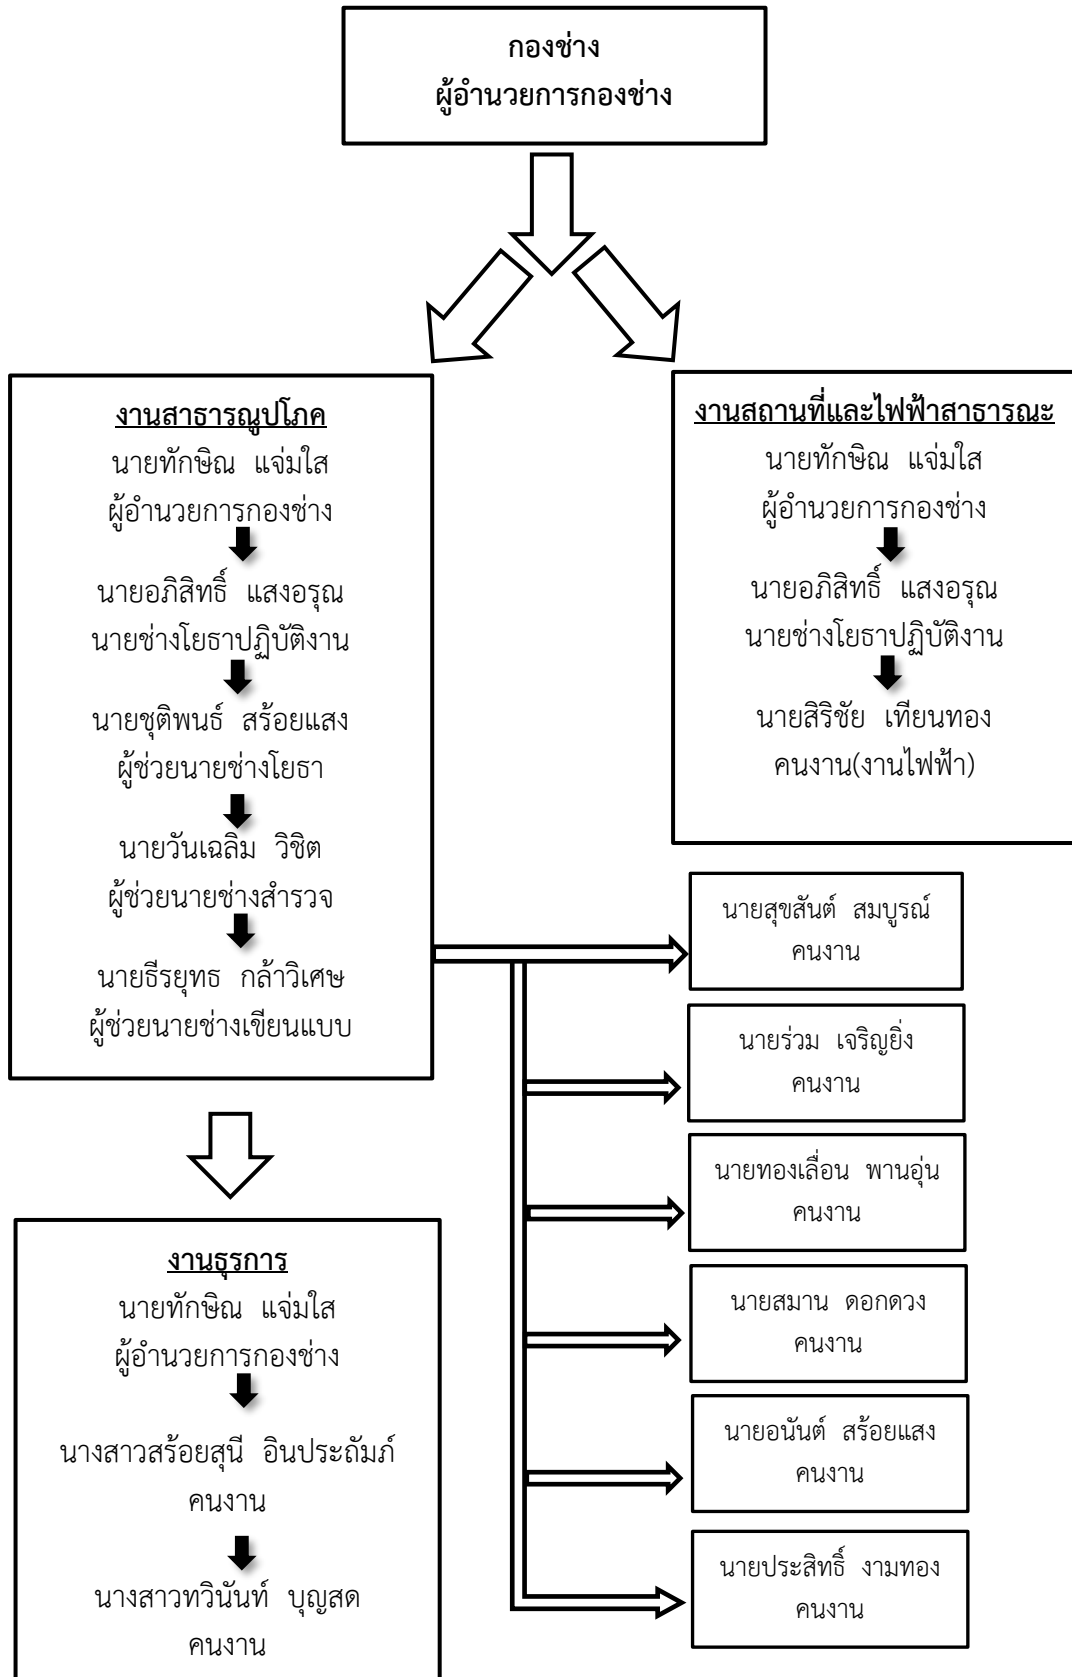 กองช่าง
ผู้อำนวยการกองช่าง
งานสาธารณูปโภค
นายทักษิณ แจ่มใส
ผู้อำนวยการกองช่าง
นายอภิสิทธิ์ แสงอรุณ
นายช่างโยธาปฏิบัติงาน
นายชุติพนธ์ สร้อยแสง
ผู้ช่วยนายช่างโยธา
นายวันเฉลิม วิชิต
ผู้ช่วยนายช่างสำรวจ
นายธีรยุทธ กล้าวิเศษ
ผู้ช่วยนายช่างเขียนแบบ
งานสถานที่และไฟฟ้าสาธารณะ
นายทักษิณ แจ่มใส
ผู้อำนวยการกองช่าง
นายอภิสิทธิ์ แสงอรุณ
นายช่างโยธาปฏิบัติงาน
นายสิริชัย เทียนทอง
คนงาน(งานไฟฟ้า)
นายสุขสันต์ สมบูรณ์
คนงาน
นายร่วม เจริญยิ่ง
คนงาน
นายทองเลื่อน พานอุ่น
คนงาน
นายสมาน ดอกดวง
คนงาน
นายอนันต์ สร้อยแสง
คนงาน
นายประสิทธิ์ งามทอง
คนงาน
งานธุรการ
นายทักษิณ แจ่มใส
ผู้อำนวยการกองช่าง
นางสาวสร้อยสุนี อินประถัมภ์
คนงาน
นางสาวทวินันท์ บุญสด
คนงาน